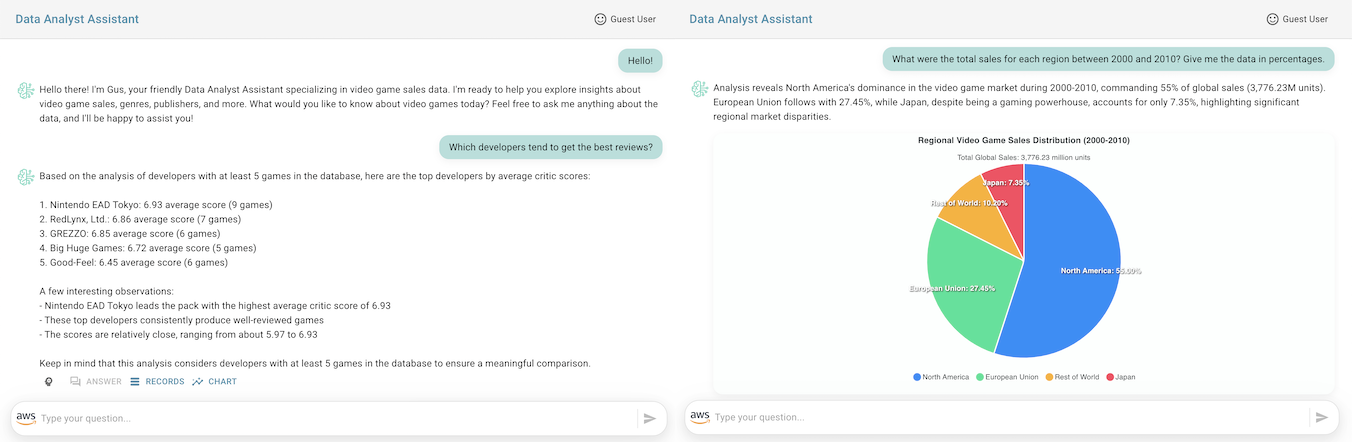 Data Analyst Assistant
Guest User
Hello!
Hello there! I'm Gus, your friendly Data Analyst Assistant specializing in
video game sales data. I'm ready to help you explore insights about
video game sales, genres, publishers, and more. What would you like to know about video games today? Feel free to ask me anything about the
data, and I'll be happy to assist you!
Which developers tend to get the best reviews?
Based on the analysis of developers with at least 5 games in the database, here are the top developers by average critic scores:
1. Nintendo EAD Tokyo: 6.93 average score (9 games)
2. RedLynx, Ltd.: 6.86 average score (7 games)
3. GREZZO: 6.85 average score (6 games)
4. Big Huge Games: 6.72 average score (5 games)
5. Good-Feel: 6.45 average score (6 games)
A few interesting observations:
- Nintendo EAD Tokyo leads the pack with the highest average critic score of 6.93
- These top developers consistently produce well-reviewed games
- The scores are relatively close, ranging from about 5.97 to 6.93
Keep in mind that this analysis considers developers with at least 5 games in the database to ensure a meaningful comparison.
ANSWER RECORDS CHART
aws Type your question...
Data Analyst Assistant
Guest User
What were the total sales for each region between 2000 and 2010? Give me the data in percentages.
Analysis reveals North America's dominance in the video game market during 2000-2010, commanding 55% of global sales (3,776.23M units).
European Union follows with 27.45%, while Japan, despite being a gaming powerhouse, accounts for only 7.35%, highlighting significant
regional market disparities.
Regional Video Game Sales Distribution (2000-2010)
Total Global Sales: 3,776.23 million units
Japan: 7.35%
Rest of World: 10.20%
North America: 55.00%
European Union: 27.45%
North America European Union Rest of World Japan
aws Type your question...